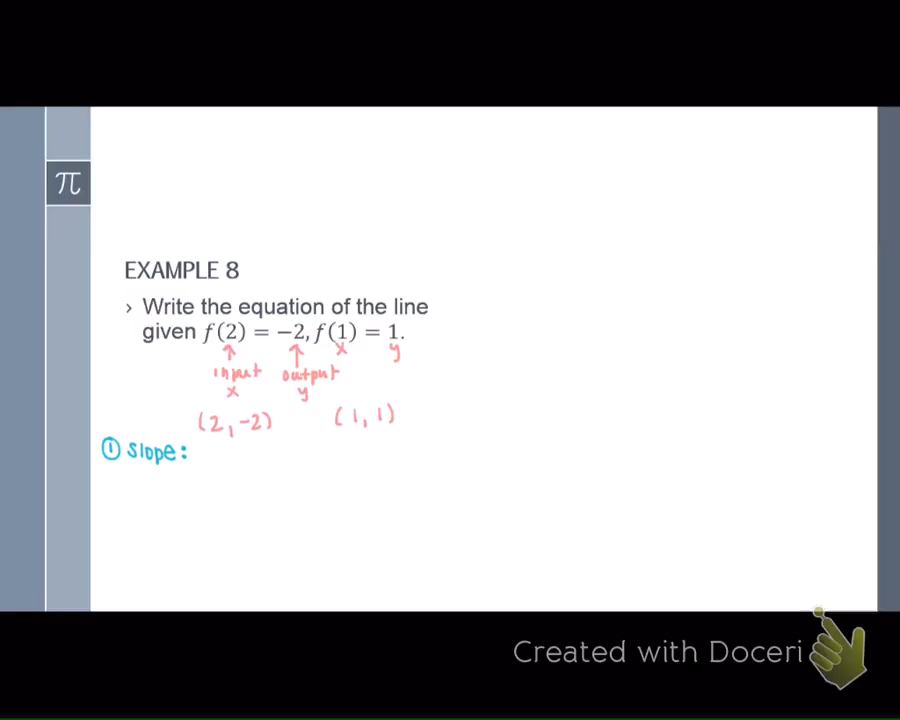 π
EXAMPLE 8
› Write the equation of the line
given f(2) = −2, f(1) = 1.
x y
input output
x y
(2, -2) (1, 1)
① Slope:
Created with Doceri